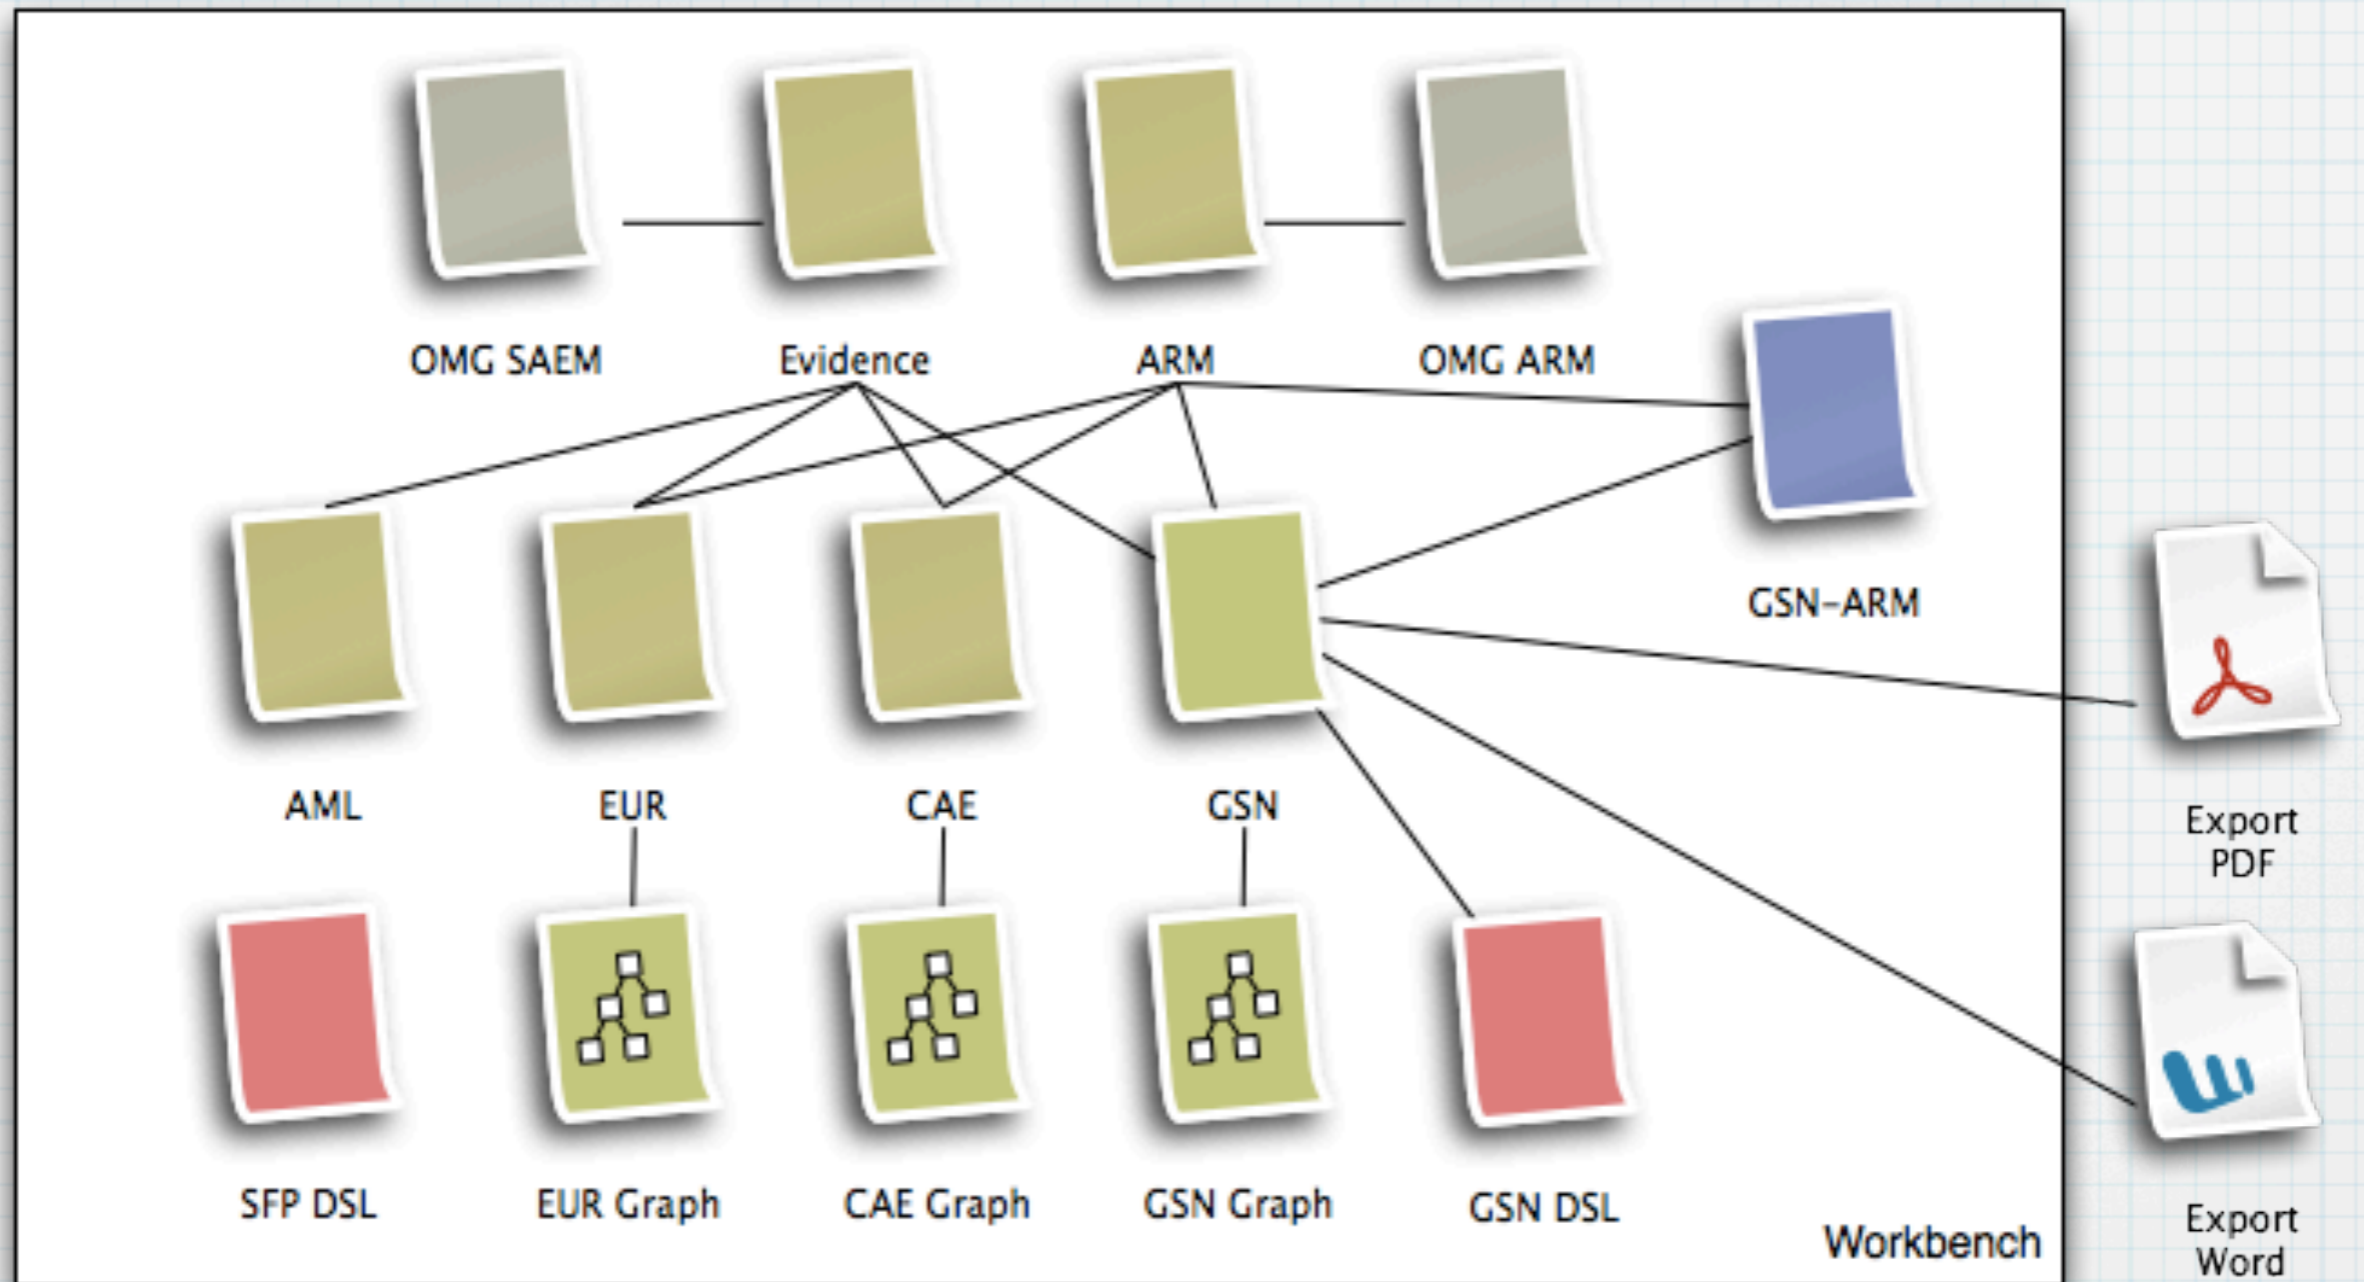 OMG SAEM
Evidence
ARM
OMG ARM
GSN-ARM
AML
EUR
CAE
GSN
Export
PDF
SFP DSL
EUR Graph
CAE Graph
GSN Graph
GSN DSL
Workbench
Export
Word